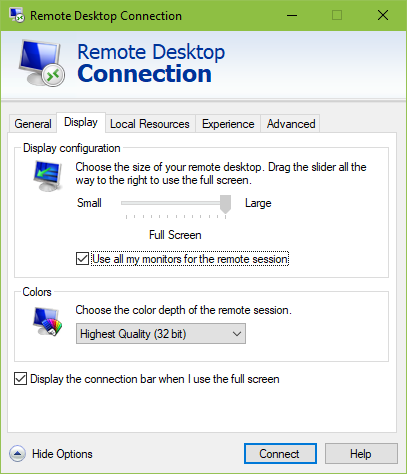 Remote Desktop Connection
Remote Desktop
Connection
General Display Local Resources Experience Advanced
Display configuration
Choose the size of your remote desktop. Drag the slider all the
way to the right to use the full screen.
Small Large
Full Screen
Use all my monitors for the remote session
Colors
Choose the color depth of the remote session.
Highest Quality (32 bit)
Display the connection bar when I use the full screen
Hide Options Connect Help